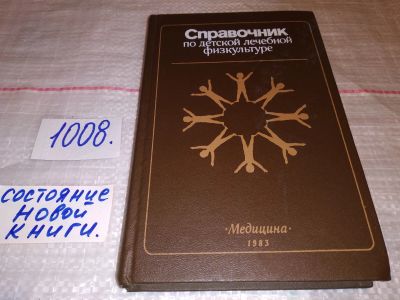 Справочник
по детской лечебной
физкультуре
·Медицина·
1983
1008.
состояние
новой
книги.